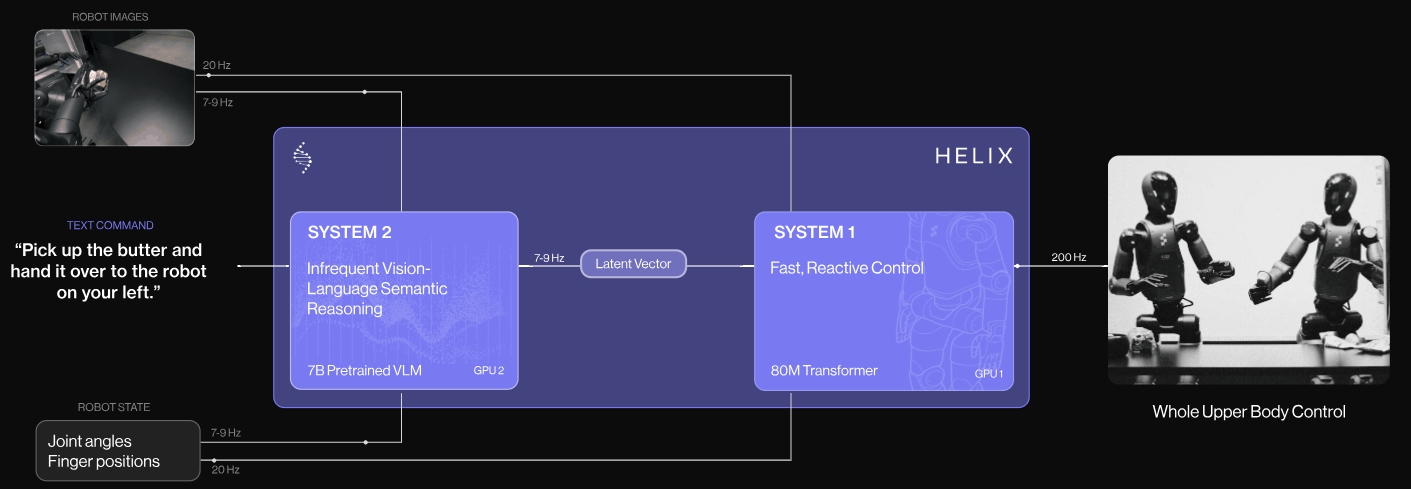 ROBOT IMAGES
20 Hz
7-9 Hz
HELIX
TEXT COMMAND
“Pick up the butter and
hand it over to the robot
on your left.”
SYSTEM 2
Infrequent Vision-
Language Semantic
Reasoning
7B Pretrained VLM
GPU 2
7-9 Hz
Latent Vector
SYSTEM 1
Fast, Reactive Control
80M Transformer
GPU 1
200 Hz
Whole Upper Body Control
ROBOT STATE
Joint angles
Finger positions
7-9 Hz
20 Hz